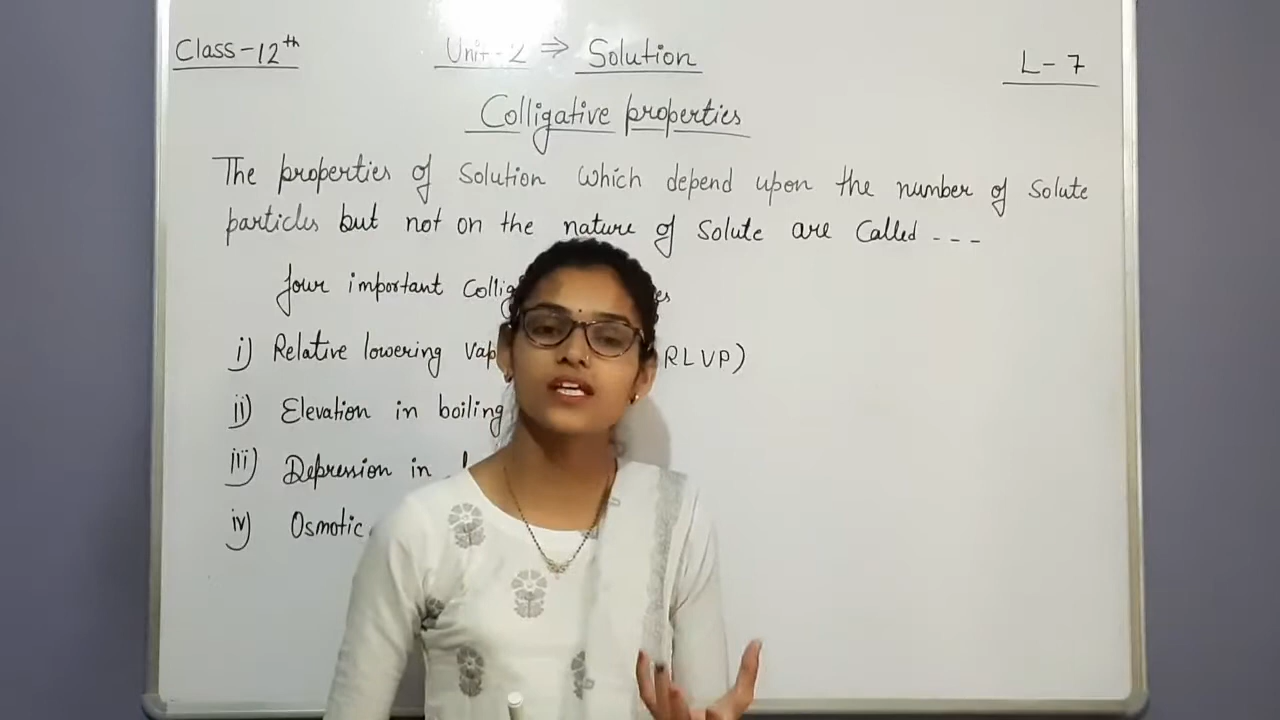 Class-12th
Unit-2 ⇒ Solution
L-7
Colligative properties
The properties of Solution which depend upon the number of Solute
particles but not on the nature of Solute are Called ---
four important
i) Relative lowering RLVP)
ii) Elevation in boiling
iii) Depression in
iv) Osmotic